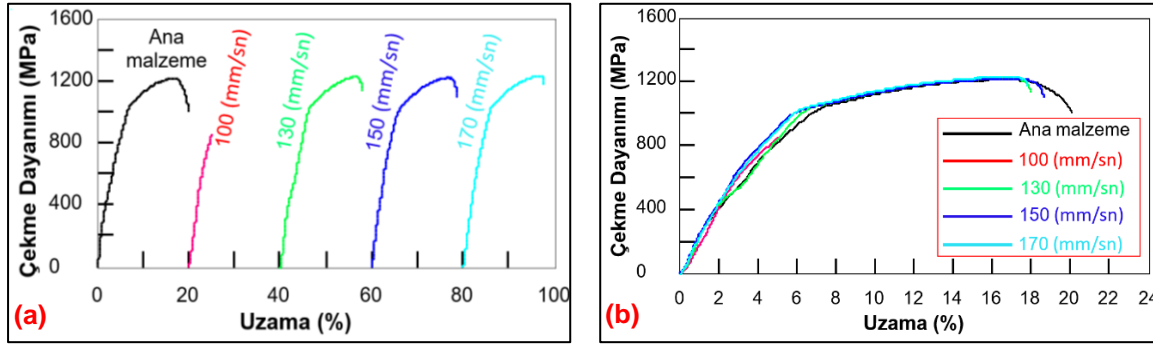 Çekme Dayanımı (MPa)
1600
1200
800
400
0
Ana
malzeme
100 (mm/sn)
130 (mm/sn)
150 (mm/sn)
170 (mm/sn)
0 20 40 60 80 100
Uzama (%)
(a)
Çekme Dayanımı (MPa)
1600
1200
800
400
0
Ana malzeme
100 (mm/sn)
130 (mm/sn)
150 (mm/sn)
170 (mm/sn)
0 2 4 6 8 10 12 14 16 18 20 22 24
Uzama (%)
(b)